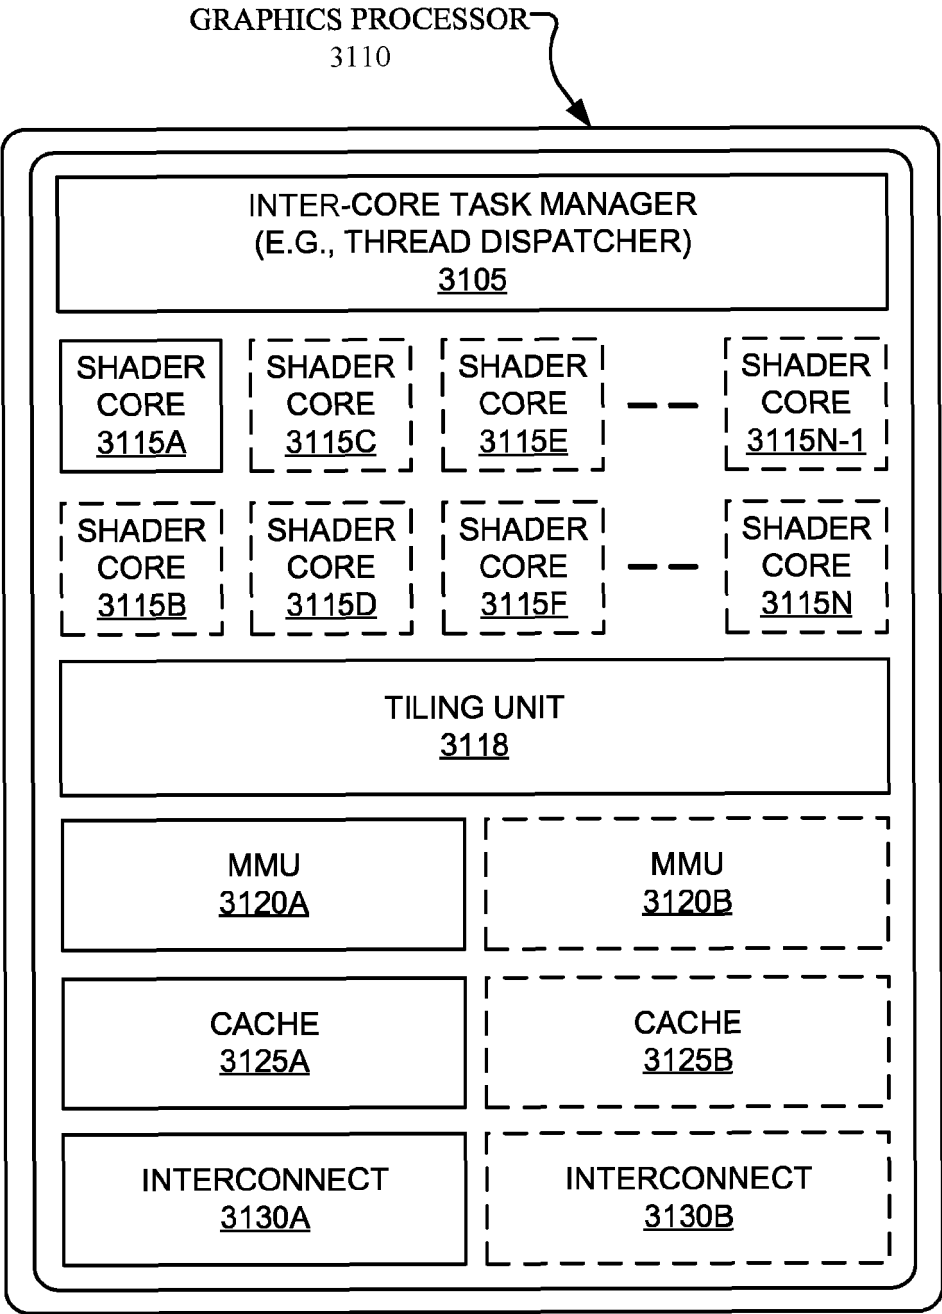 GRAPHICS PROCESSOR
3110
INTER-CORE TASK MANAGER
(E.G., THREAD DISPATCHER)
3105
SHADER
CORE
3115A
SHADER
CORE
3115C
SHADER
CORE
3115E
SHADER
CORE
3115N-1
SHADER
CORE
3115B
SHADER
CORE
3115D
SHADER
CORE
3115F
SHADER
CORE
3115N
TILING UNIT
3118
MMU
3120A
MMU
3120B
CACHE
3125A
CACHE
3125B
INTERCONNECT
3130A
INTERCONNECT
3130B